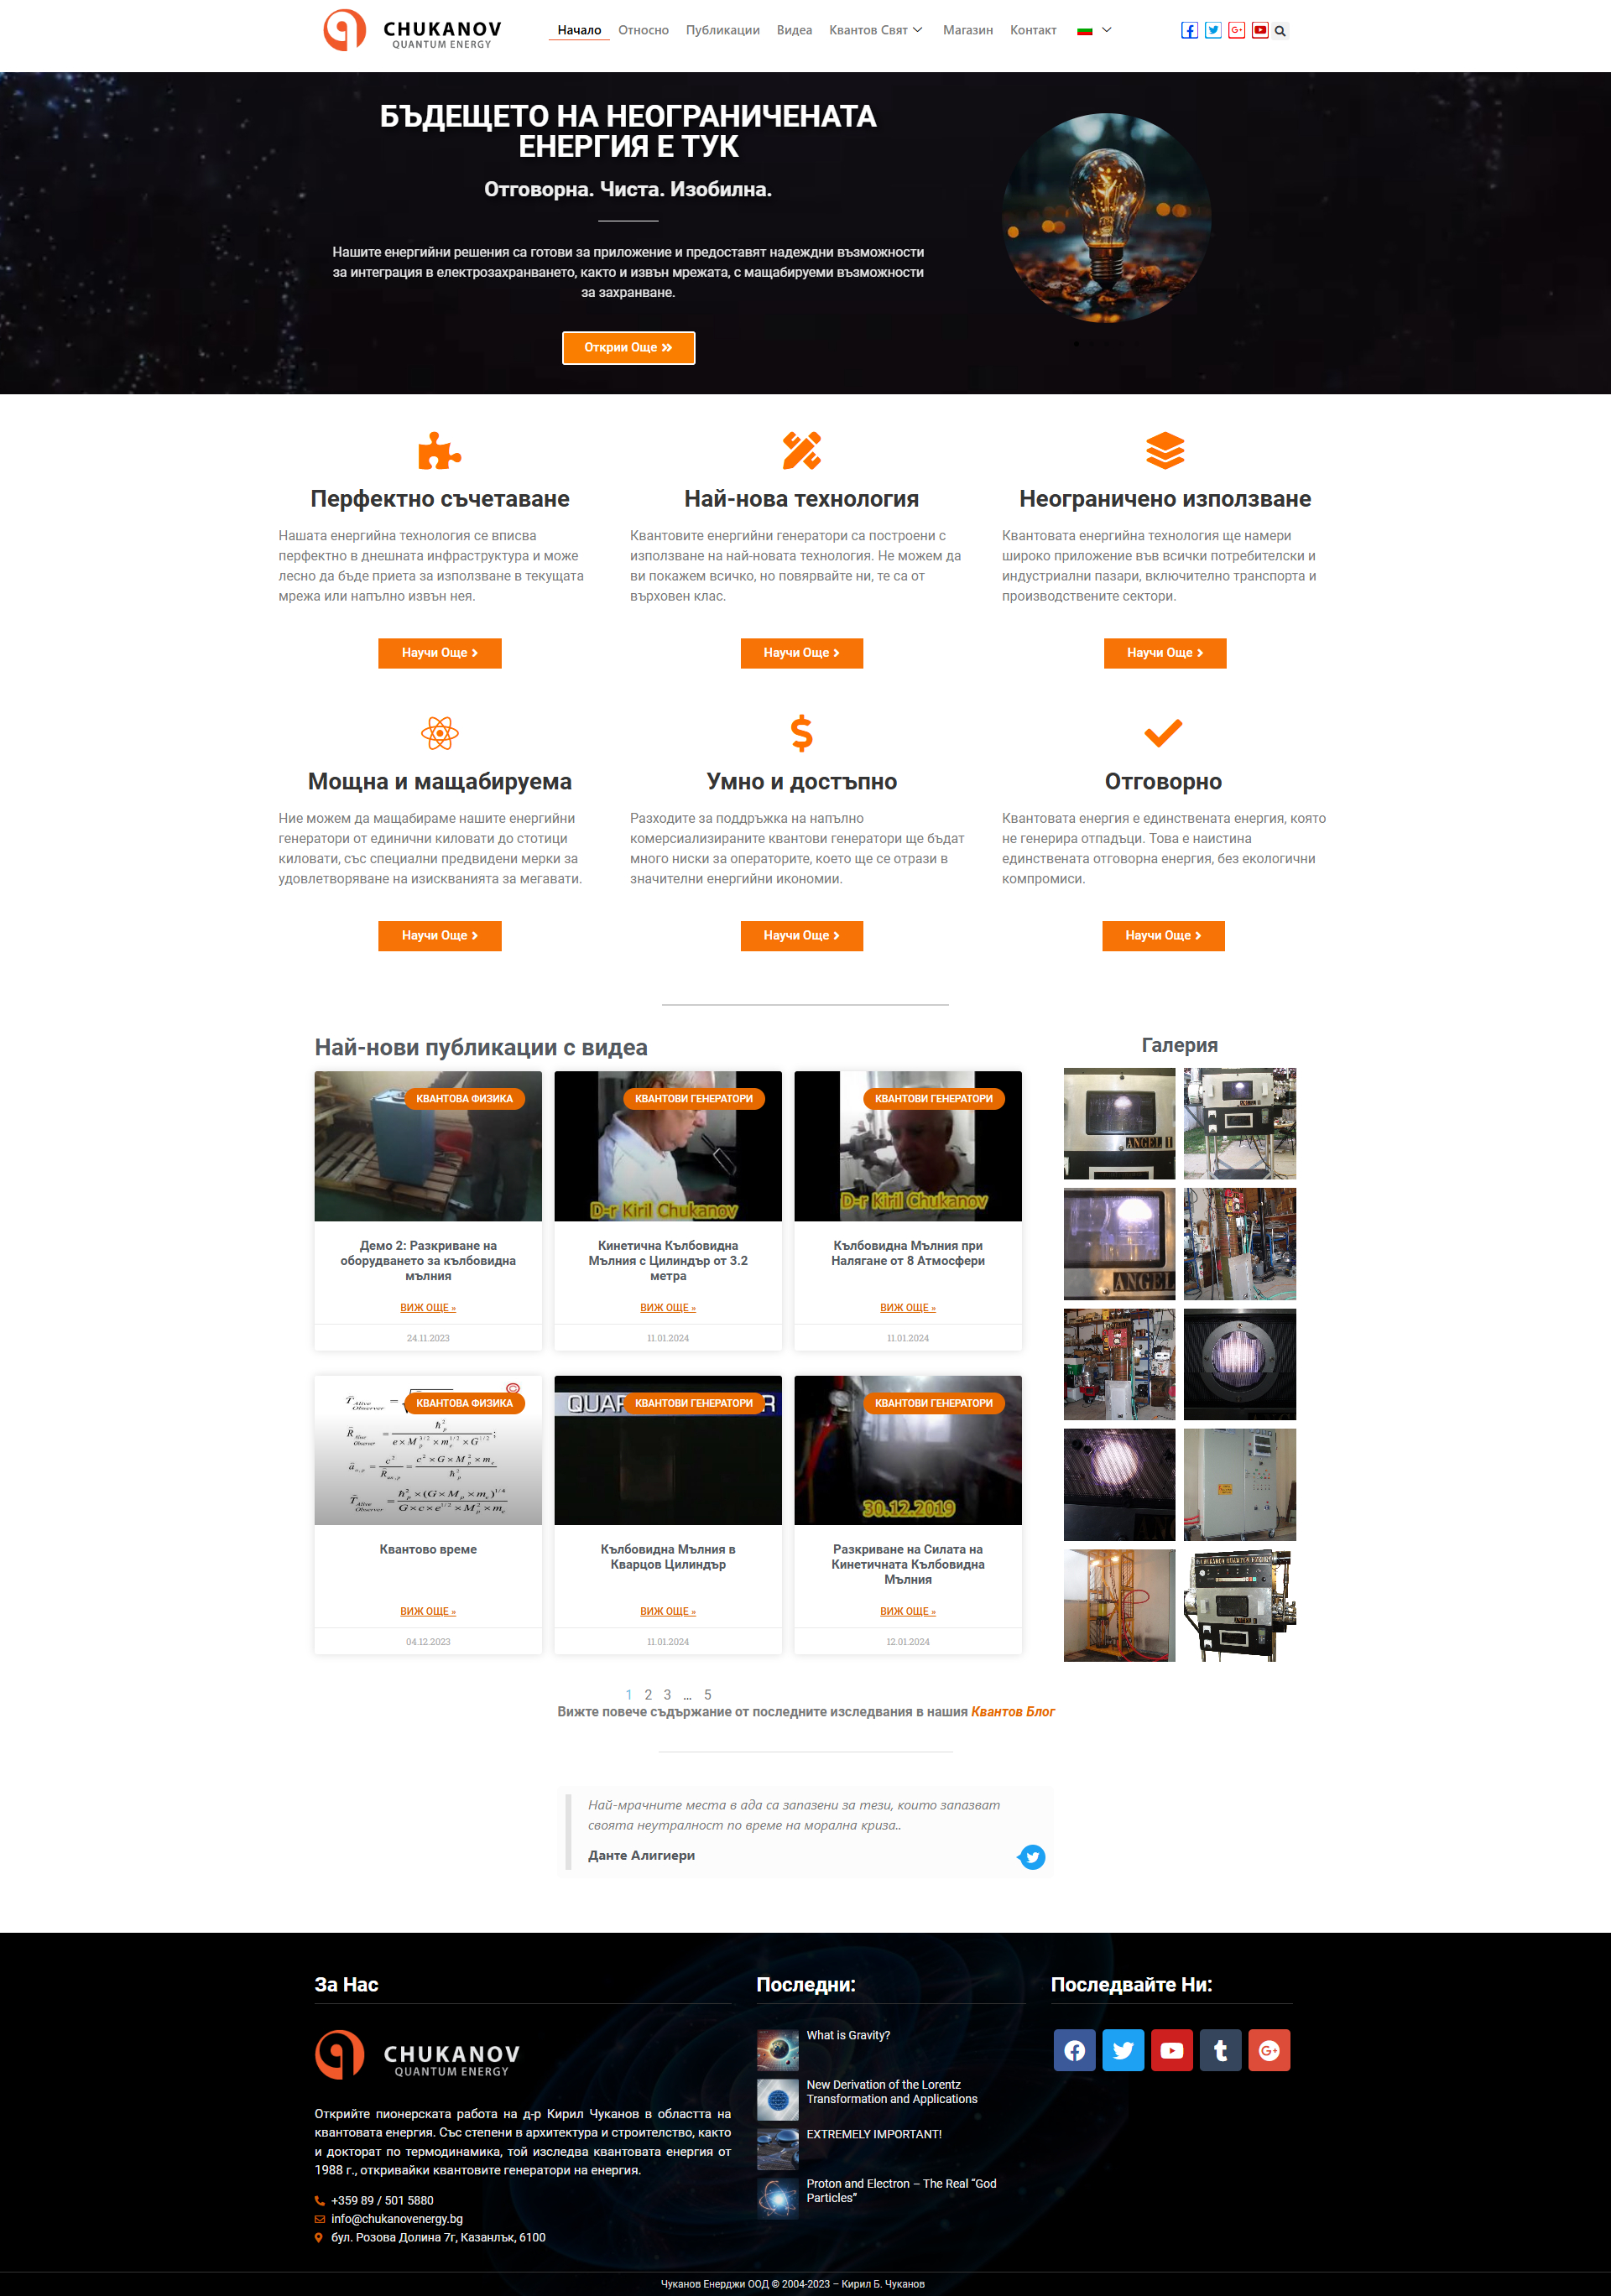 CHUKANOV
QUANTUM ENERGY
Начало
Относно
Публикации
Видеа
Квантов Свят
Магазин
Контакт
БЪДЕЩЕТО НА НЕОГРАНИЧЕНАТА
ЕНЕРГИЯ Е ТУК
Отговорна. Чиста. Изобилна.
Нашите енергийни решения са готови за приложение и предоставят надеждни възможности
за интеграция в електрозахранването, както и извън мрежата, с мащабируеми възможности
за захранване.
Открии Още
Перфектно съчетаване
Нашата енергийна технология се вписва
перфектно в днешната инфраструктура и може
лесно да бъде приета за използване в текущата
мрежа или напълно извън нея.
Научи Още
Най-нова технология
Квантовите енергийни генератори са построени с
използване на най-новата технология. Не можем да
ви покажем всичко, но повярвайте ни, те са от
върховен клас.
Научи Още
Неограничено използване
Квантовата енергийна технология ще намери
широко приложение във всички потребителски и
индустриални пазари, включително транспорта и
производствените сектори.
Научи Още
Мощна и мащабируема
Ние можем да мащабираме нашите енергийни
генератори от единични киловати до стотици
киловати, със специални предвидени мерки за
удовлетворяване на изискванията за мегавати.
Научи Още
Умно и достъпно
Разходите за поддръжка на напълно
комерсиализираните квантови генератори ще бъдат
много ниски за операторите, което ще се отрази в
значителни енергийни икономии.
Научи Още
Отговорно
Квантовата енергия е единствената енергия, която
не генерира отпадъци. Това е наистина
единствената отговорна енергия, без екологични
компромиси.
Научи Още
Най-нови публикации с видеа
КВАНТОВА ФИЗИКА
Демо 2: Разкриване на
оборудването за кълбовидна
мълния
ВИЖ ОЩЕ »
24.11.2023
КВАНТОВИ ГЕНЕРАТОРИ
D-r Kiril Chukanov
Кинетична Кълбовидна
Мълния с Цилиндър от 3.2
метра
ВИЖ ОЩЕ »
11.01.2024
КВАНТОВИ ГЕНЕРАТОРИ
D-r Kiril Chukanov
Кълбовидна Мълния при
Налягане от 8 Атмосфери
ВИЖ ОЩЕ »
11.01.2024
КВАНТОВА ФИЗИКА
Квантово време
ВИЖ ОЩЕ »
04.12.2023
КВАНТОВИ ГЕНЕРАТОРИ
Кълбовидна Мълния в
Кварцов Цилиндър
ВИЖ ОЩЕ »
11.01.2024
КВАНТОВИ ГЕНЕРАТОРИ
30.12.2019
Разкриване на Силата на
Кинетичната Кълбовидна
Мълния
ВИЖ ОЩЕ »
12.01.2024
1 2 3 … 5
Галерия
ANGEL I
ANGEL
Вижте повече съдържание от последните изследвания в нашия Квантов Блог
Най-мрачните места в ада са запазени за тези, които запазват
своята неутралност по време на морална криза..
Данте Алигиери
За Нас
CHUKANOV
QUANTUM ENERGY
Открийте пионерската работа на д-р Кирил Чуканов в областта на
квантовата енергия. Със степени в архитектура и строителство, както
и докторат по термодинамика, той изследва квантовата енергия от
1988 г., откривайки квантовите генератори на енергия.
+359 89 / 501 5880
info@chukanovenergy.bg
бул. Розова Долина 7г, Казанлък, 6100
Последни:
What is Gravity?
New Derivation of the Lorentz
Transformation and Applications
EXTREMELY IMPORTANT!
Proton and Electron – The Real “God
Particles”
Последвайте Ни:
Чуканов Енерджи ООД © 2004-2023 – Кирил Б. Чуканов